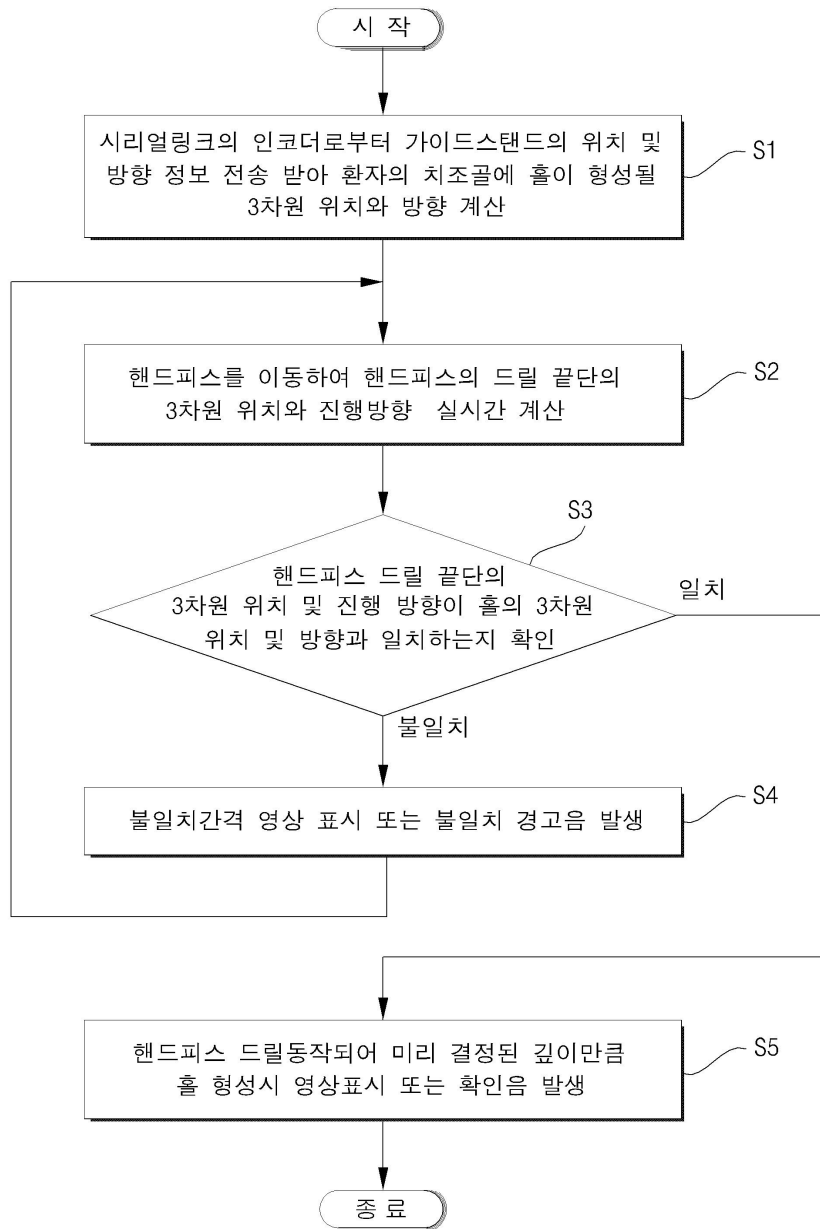 시 작
시리얼링크의 인코더로부터 가이드스탠드의 위치 및
방향 정보 전송 받아 환자의 치조골에 홀이 형성될
3차원 위치와 방향 계산
S1
핸드피스를 이동하여 핸드피스의 드릴 끝단의
3차원 위치와 진행방향 실시간 계산
S2
S3
핸드피스 드릴 끝단의
3차원 위치 및 진행 방향이 홀의 3차원
위치 및 방향과 일치하는지 확인
일치
불일치
불일치간격 영상 표시 또는 불일치 경고음 발생
S4
핸드피스 드릴동작되어 미리 결정된 깊이만큼
홀 형성시 영상표시 또는 확인음 발생
S5
종 료